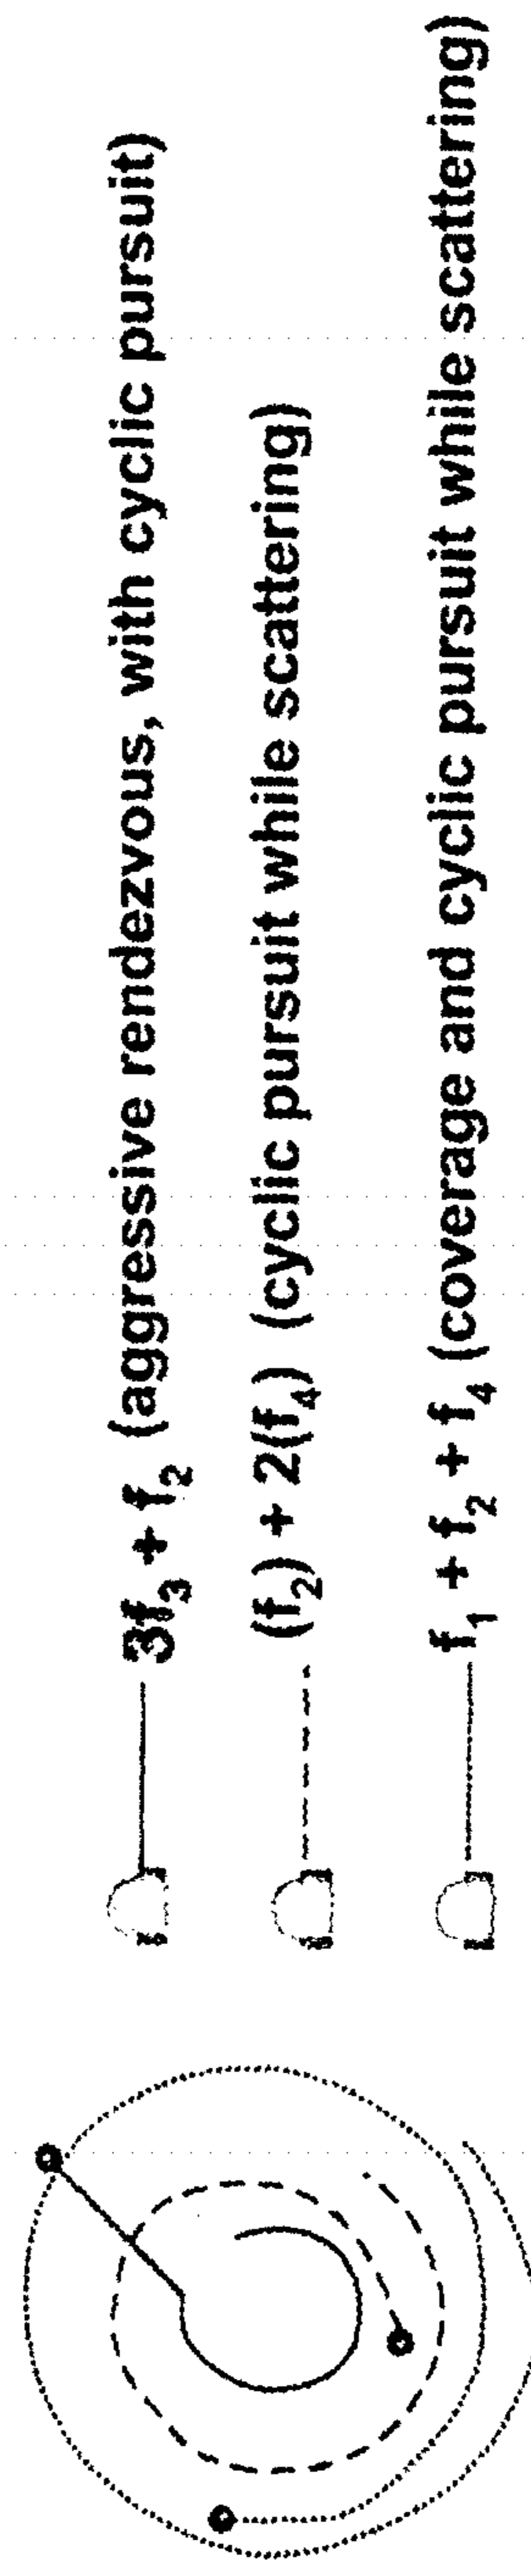 3f₃ + f₂ (aggressive rendezvous, with cyclic pursuit)
(f₂) + 2(f₄) (cyclic pursuit while scattering)
f₁ + f₂ + f₄ (coverage and cyclic pursuit while scattering)